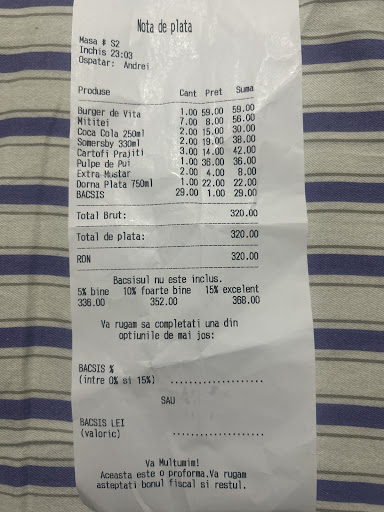 Nota de plata
Masa # S2
Inchis 23:03
Ospatar: Andrei
Produse Cant Pret Suma
Burger de Vita 1.00 59.00 59.00
Mititei 7.00 8.00 56.00
Coca Cola 250ml 2.00 15.00 30.00
Somersby 330ml 2.00 19.00 38.00
Cartofi Prajiti 3.00 14.00 42.00
Pulpe de Pui 1.00 36.00 36.00
Extra Mustar 2.00 4.00 8.00
Dorna Plata 750ml 1.00 22.00 22.00
BACSIS 29.00 1.00 29.00
Total Brut: 320.00
Total de plata: 320.00
RON 320.00
Bacsisul nu este inclus.
5% bine 10% foarte bine 15% excelent
336.00 352.00 368.00
Va rugam sa completati una din
optiunile de mai jos:
BACSIS %
(intre 0% si 15%) ....................
SAU
BACSIS LEI
(valoric) ....................
Va Multumim!
Aceasta este o proforma.Va rugam
asteptati bonul fiscal si restul.